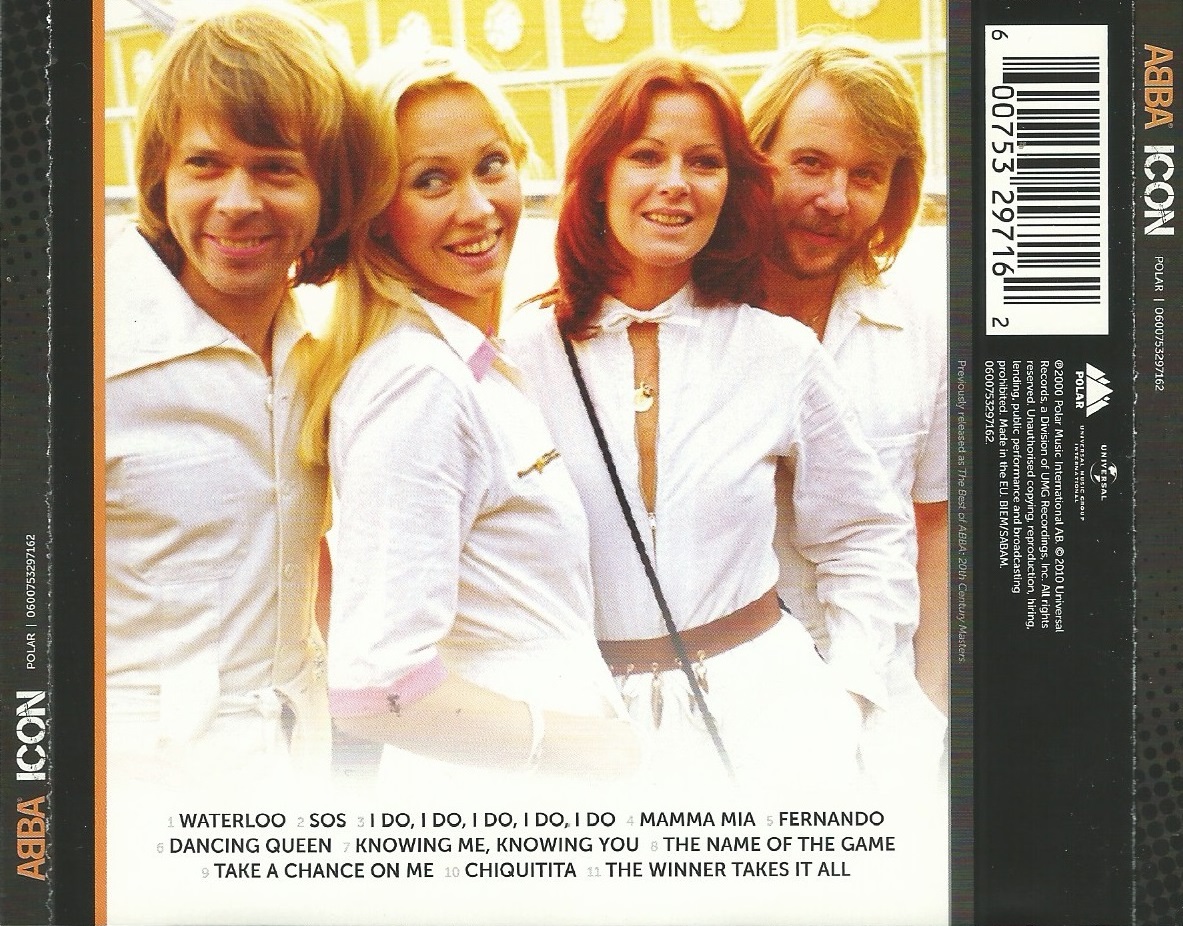 ABBA ICON POLAR | 0600753297162
1 WATERLOO 2 SOS 3 I DO, I DO, I DO, I DO, I DO 4 MAMMA MIA 5 FERNANDO
6 DANCING QUEEN 7 KNOWING ME, KNOWING YOU 8 THE NAME OF THE GAME
9 TAKE A CHANCE ON ME 10 CHIQUITITA 11 THE WINNER TAKES IT ALL
Previously released as The Best of ABBA: 20th Century Masters.
6 00753 29716 2
POLAR
UNIVERSAL
UNIVERSAL MUSIC GROUP
INTERNATIONAL
℗2000 Polar Music International AB. © 2010 Universal
Records, a Division of UMG Recordings, Inc. All rights
reserved. Unauthorised copying, reproduction, hiring,
lending, public performance and broadcasting
prohibited. Made in the EU. BIEM/SABAM.
0600753297162.
ABBA ICON POLAR | 0600753297162